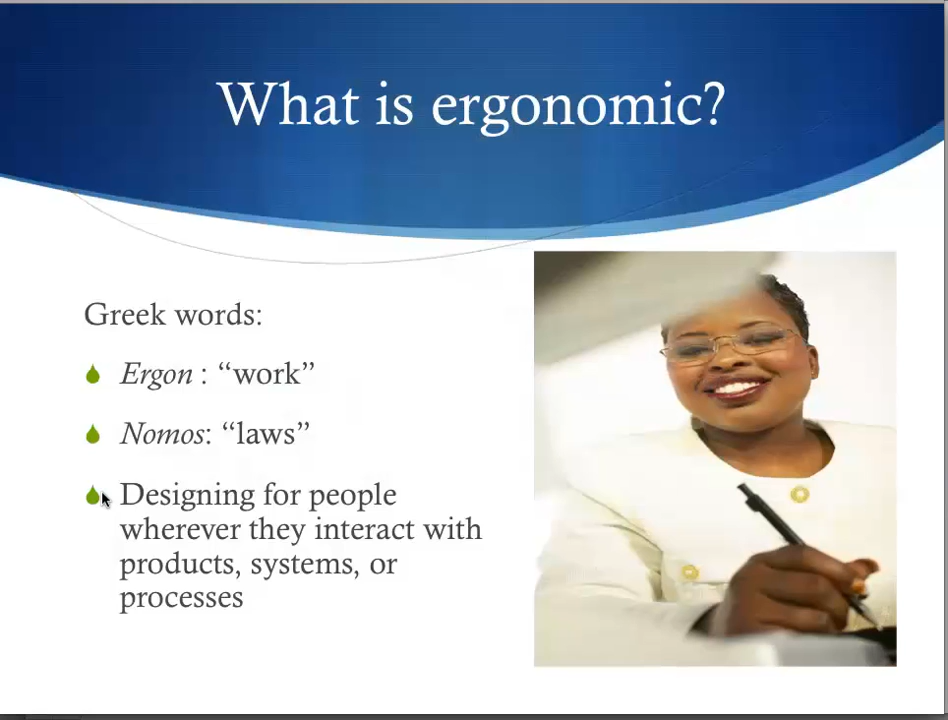 What is ergonomic?
Greek words:
Ergon : “work”
Nomos: “laws”
Designing for people
wherever they interact with
products, systems, or
processes